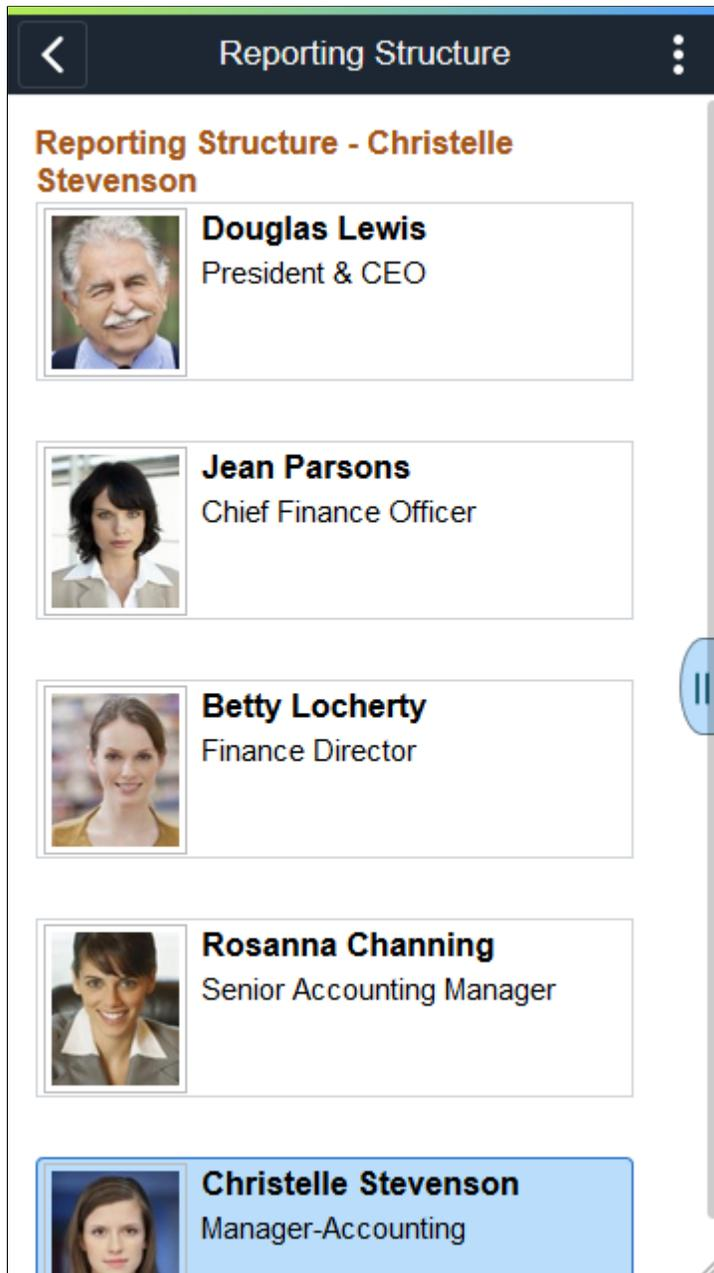 Reporting Structure
Reporting Structure - Christelle
Stevenson
Douglas Lewis
President & CEO
Jean Parsons
Chief Finance Officer
Betty Locherty
Finance Director
Rosanna Channing
Senior Accounting Manager
Christelle Stevenson
Manager-Accounting